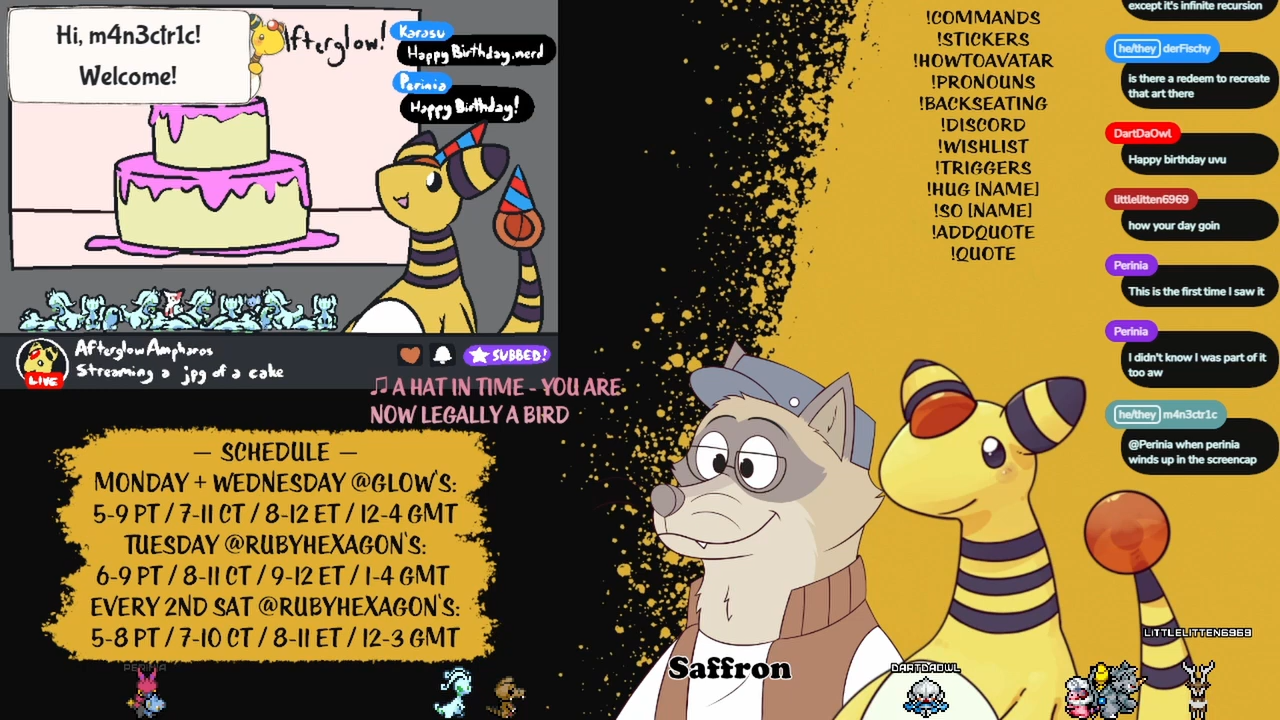 Hi, m4n3ctr1c!
Welcome!
Afterglow!
Karasu
Happy Birthday, nerd
Perinia
Happy Birthday!
AfterglowAmpharos
Streaming a jpg of a cake
LIVE
SUBBED!
♫ A HAT IN TIME - YOU ARE
NOW LEGALLY A BIRD
— SCHEDULE —
MONDAY + WEDNESDAY @GLOW'S:
5-9 PT / 7-11 CT / 8-12 ET / 12-4 GMT
TUESDAY @RUBYHEXAGON'S:
6-9 PT / 8-11 CT / 9-12 ET / 1-4 GMT
EVERY 2ND SAT @RUBYHEXAGON'S:
5-8 PT / 7-10 CT / 8-11 ET / 12-3 GMT
!COMMANDS
!STICKERS
!HOWTOAVATAR
!PRONOUNS
!BACKSEATING
!DISCORD
!WISHLIST
!TRIGGERS
!HUG [NAME]
!SO [NAME]
!ADDQUOTE
!QUOTE
except it's infinite recursion
he/they derFischy
is there a redeem to recreate
that art there
DartDaOwl
Happy birthday uvu
littlelitten6969
how your day goin
Perinia
This is the first time I saw it
Perinia
I didn't know I was part of it
too aw
he/they m4n3ctr1c
@Perinia when perinia
winds up in the screencap
Saffron
PERINIA
DARTDAOWL
LITTLELITTEN6969